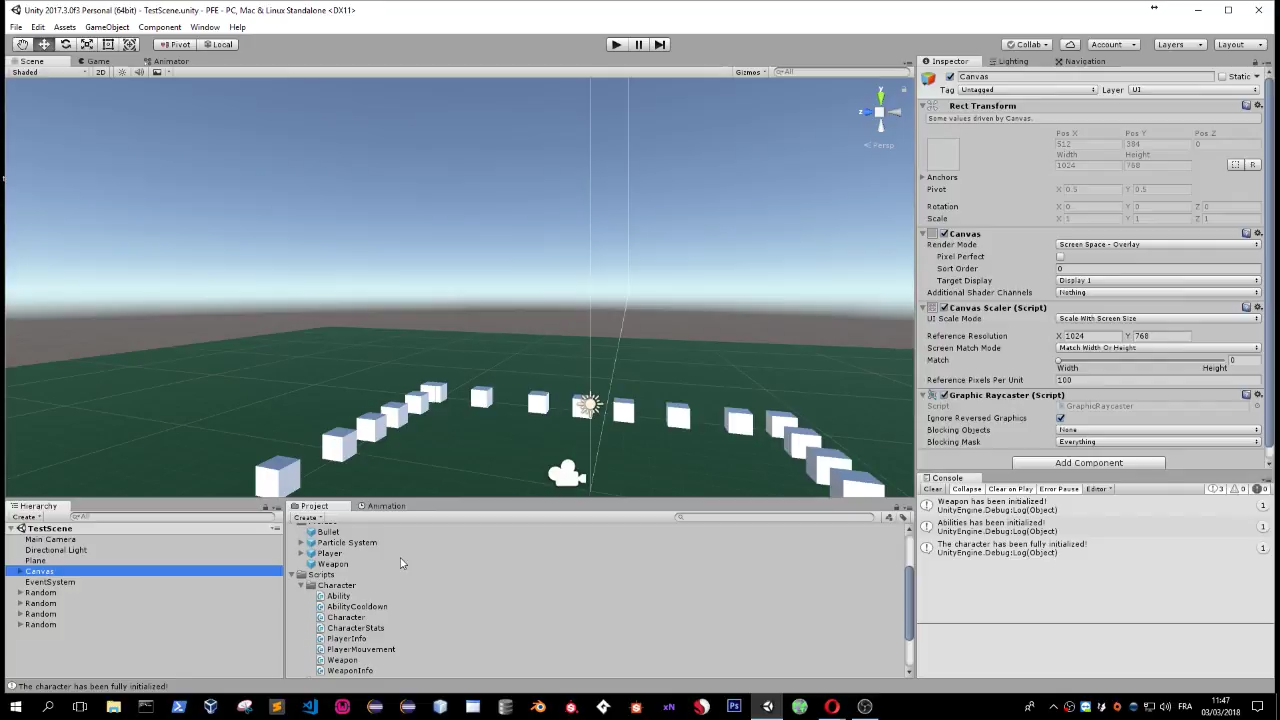 Unity 2017.3.0f3 Personal (64bit) - TestScene.unity - PFE - PC, Mac & Linux Standalone <DX11>
File Edit Assets GameObject Component Window Help
Pivot Local Collab Account Layers Layout
Scene Game Animator
Shaded 2D Gizmos All
Persp
Inspector Lighting Navigation
Canvas Static
Tag Untagged Layer UI
Rect Transform
Some values driven by Canvas.
Pos X Pos Y Pos Z
512 384 0
Width Height
1024 768
R
Anchors
Pivot X 0.5 Y 0.5
Rotation X 0 Y 0 Z 0
Scale X 1 Y 1 Z 1
Canvas
Render Mode Screen Space - Overlay
Pixel Perfect
Sort Order 0
Target Display Display 1
Additional Shader Channels Nothing
Canvas Scaler (Script)
UI Scale Mode Scale With Screen Size
Reference Resolution X 1024 Y 768
Screen Match Mode Match Width Or Height
Match 0
Width Height
Reference Pixels Per Unit 100
Graphic Raycaster (Script)
Script GraphicRaycaster
Ignore Reversed Graphics
Blocking Objects None
Blocking Mask Everything
Add Component
Console
Clear Collapse Clear on Play Error Pause Editor 3 0 0
Weapon has been initialized!
UnityEngine.Debug:Log(Object)
1
Abilities has been initialized!
UnityEngine.Debug:Log(Object)
1
The character has been fully initialized!
UnityEngine.Debug:Log(Object)
1
Hierarchy
Create All
TestScene
Main Camera
Directional Light
Plane
Canvas
EventSystem
Random
Random
Random
Random
Project Animation
Create
Bullet
Particle System
Player
Weapon
Scripts
Character
Ability
AbilityCooldown
Character
CharacterStats
PlayerInfo
PlayerMouvement
Weapon
WeaponInfo
The character has been fully initialized!
xN Ps FRA
11:47
03/03/2018